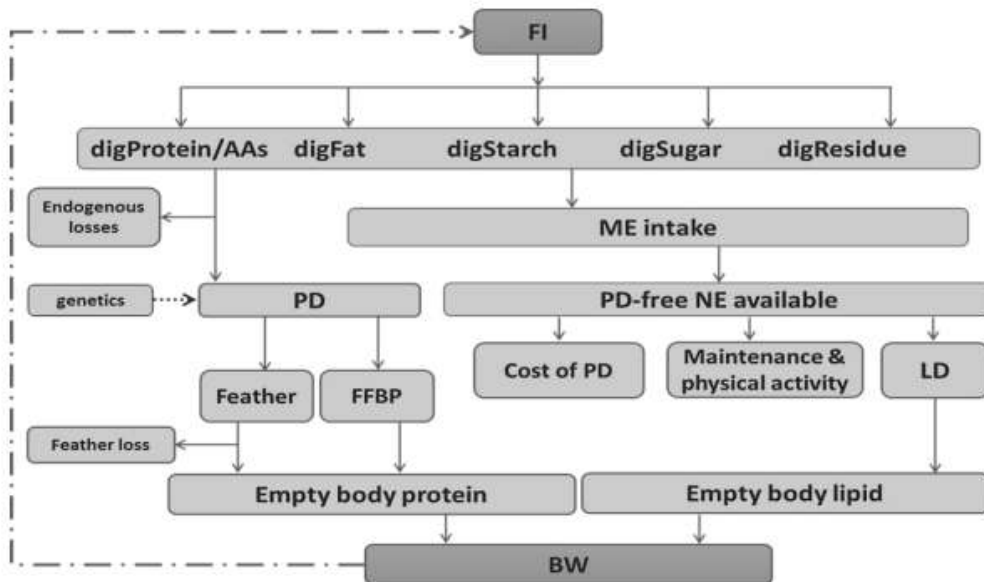 FI
digProtein/AAs digFat digStarch digSugar digResidue
Endogenous
losses
ME intake
genetics
PD
PD-free NE available
Cost of PD
Maintenance &
physical activity
LD
Feather
FFBP
Feather loss
Empty body protein
Empty body lipid
BW